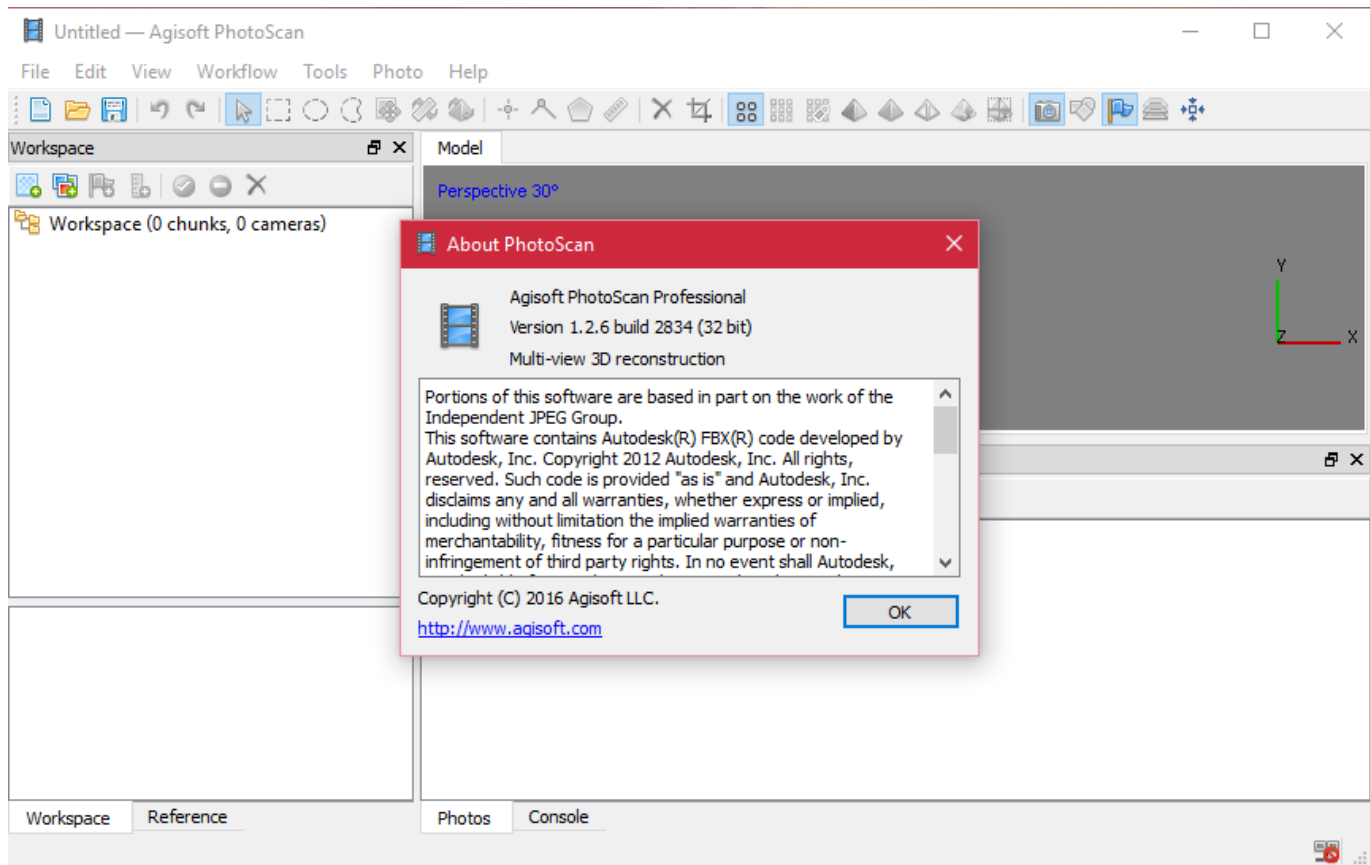 Untitled — Agisoft PhotoScan
File Edit View Workflow Tools Photo Help
Workspace
Model
Perspective 30°
Workspace (0 chunks, 0 cameras)
About PhotoScan
Agisoft PhotoScan Professional
Version 1.2.6 build 2834 (32 bit)
Multi-view 3D reconstruction
Portions of this software are based in part on the work of the
Independent JPEG Group.
This software contains Autodesk(R) FBX(R) code developed by
Autodesk, Inc. Copyright 2012 Autodesk, Inc. All rights,
reserved. Such code is provided "as is" and Autodesk, Inc.
disclaims any and all warranties, whether express or implied,
including without limitation the implied warranties of
merchantability, fitness for a particular purpose or non-
infringement of third party rights. In no event shall Autodesk,
Copyright (C) 2016 Agisoft LLC.
http://www.agisoft.com
OK
Y
Z
X
Workspace Reference
Photos Console